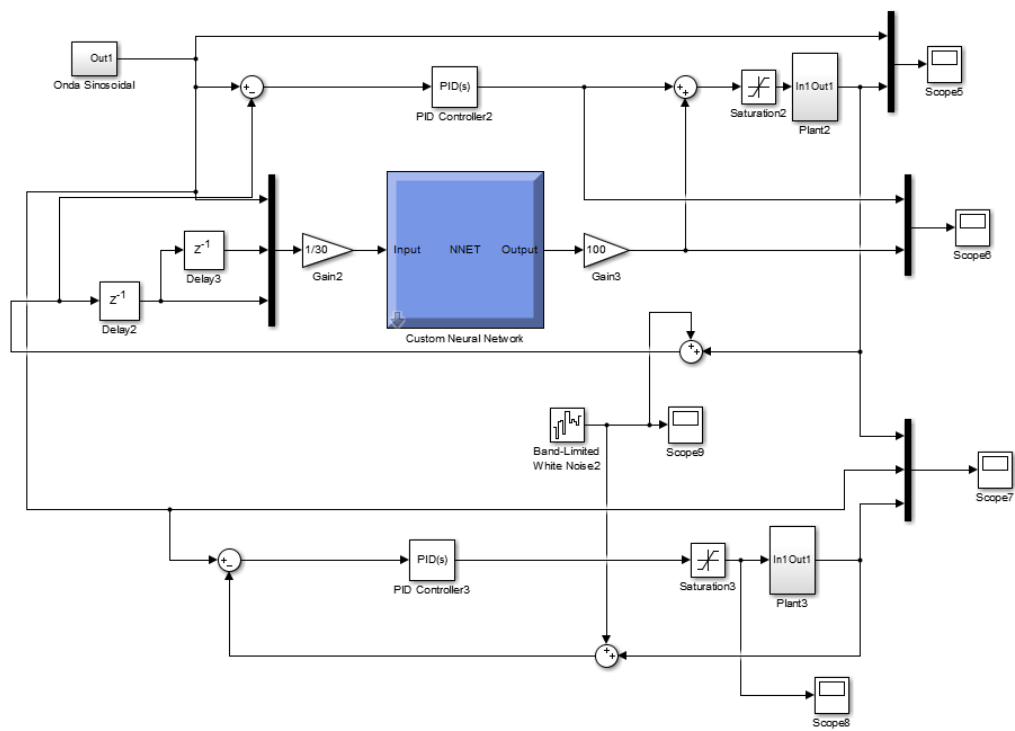 Out1
Onda Sinosoidal
+
−
PID(s)
PID Controller2
+
+
Saturation2
In1 Out1
Plant2
Scope5
z-1
Delay3
z-1
Delay2
1/30
Gain2
Input
NNET
Output
Custom Neural Network
100
Gain3
Scope6
+
+
Band-Limited
White Noise2
Scope9
Scope7
+
−
PID(s)
PID Controller3
Saturation3
In1 Out1
Plant3
+
+
Scope8